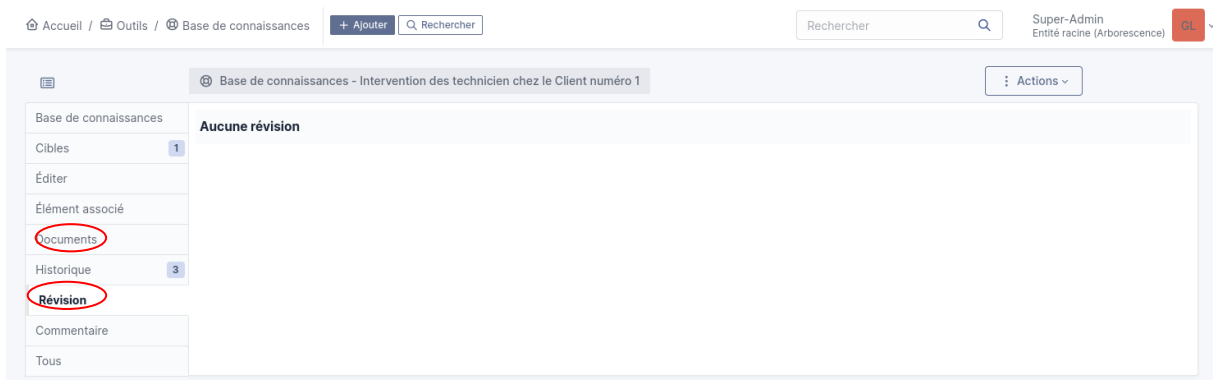 Accueil / Outils / Base de connaissances + Ajouter Rechercher Rechercher Super-Admin
Entité racine (Arborescence) GL
Base de connaissances - Intervention des technicien chez le Client numéro 1 Actions
Base de connaissances
Aucune révision
Cibles 1
Éditer
Élément associé
Documents
Historique 3
Révision
Commentaire
Tous